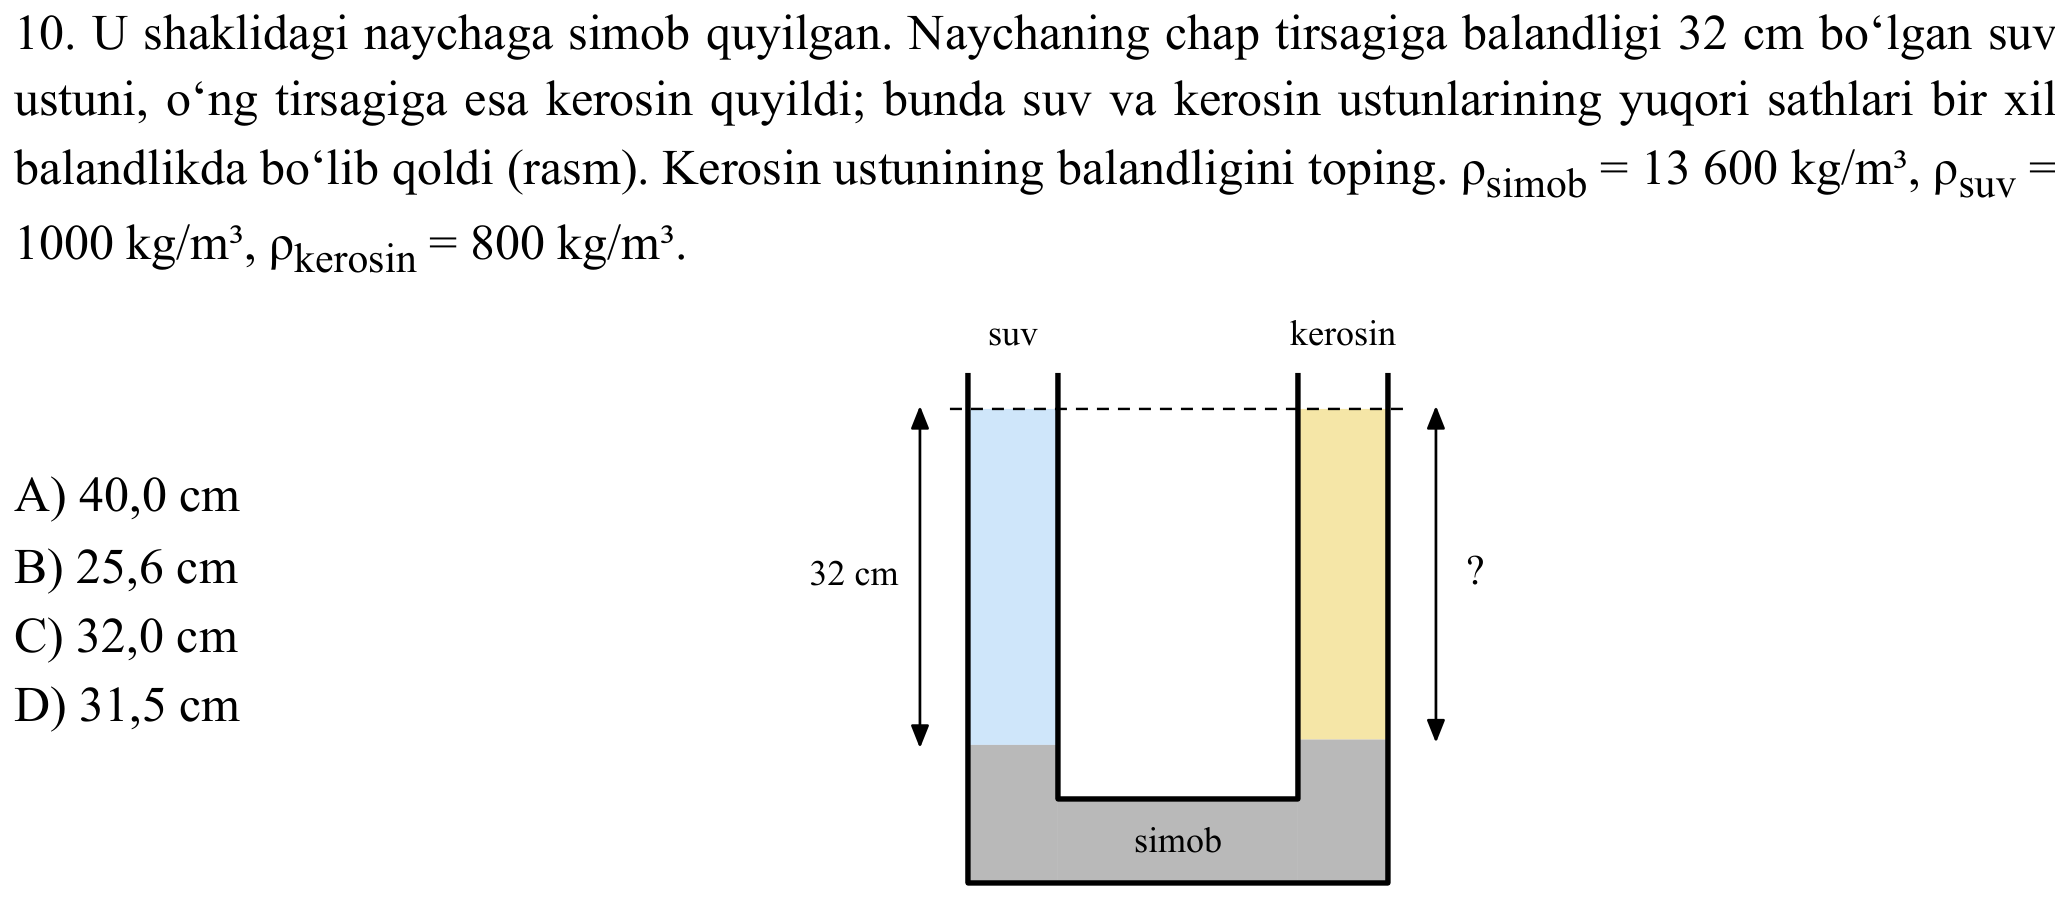 10. U shaklidagi naychaga simob quyilgan. Naychaning chap tirsagiga balandligi 32 cm bo‘lgan suv
ustuni, o‘ng tirsagiga esa kerosin quyildi; bunda suv va kerosin ustunlarining yuqori sathlari bir xil
balandlikda bo‘lib qoldi (rasm). Kerosin ustunining balandligini toping. ρsimob = 13 600 kg/m³, ρsuv =
1000 kg/m³, ρkerosin = 800 kg/m³.
suv kerosin
A) 40,0 cm
B) 25,6 cm
32 cm ?
C) 32,0 cm
D) 31,5 cm
simob